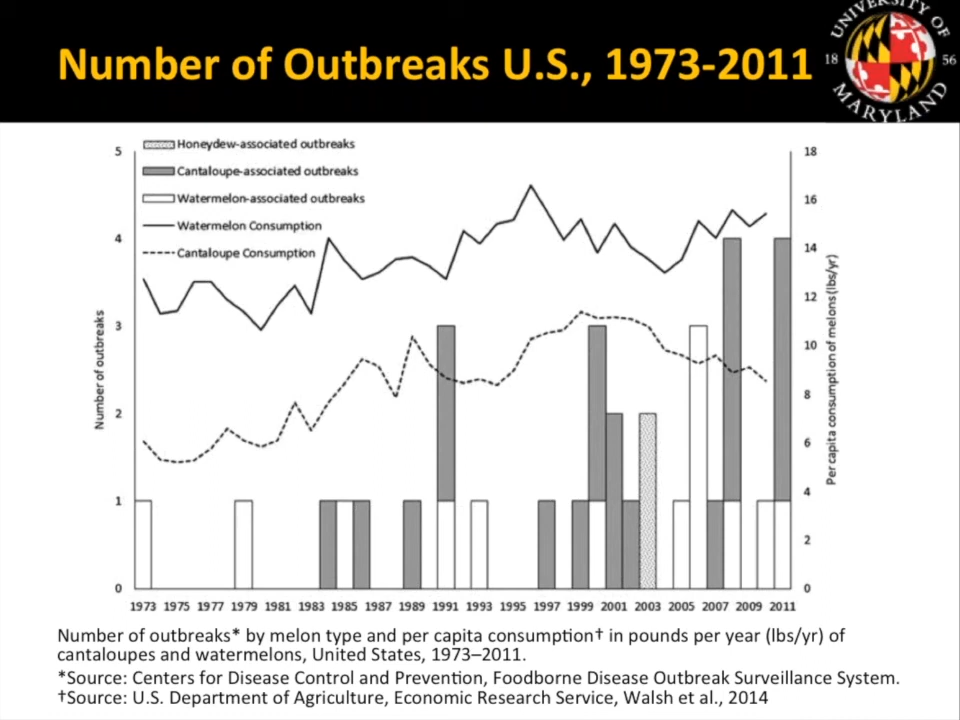 Number of Outbreaks U.S., 1973-2011
UNIVERSITY OF
18 56
MARYLAND
Honeydew-associated outbreaks
Cantaloupe-associated outbreaks
Watermelon-associated outbreaks
Watermelon Consumption
Cantaloupe Consumption
Number of outbreaks
5
4
3
2
1
0
18
16
14
12
10
8
6
4
2
0
Per capita consumption of melons (lbs/yr)
1973 1975 1977 1979 1981 1983 1985 1987 1989 1991 1993 1995 1997 1999 2001 2003 2005 2007 2009 2011
Number of outbreaks* by melon type and per capita consumption† in pounds per year (lbs/yr) of
cantaloupes and watermelons, United States, 1973–2011.
*Source: Centers for Disease Control and Prevention, Foodborne Disease Outbreak Surveillance System.
†Source: U.S. Department of Agriculture, Economic Research Service, Walsh et al., 2014